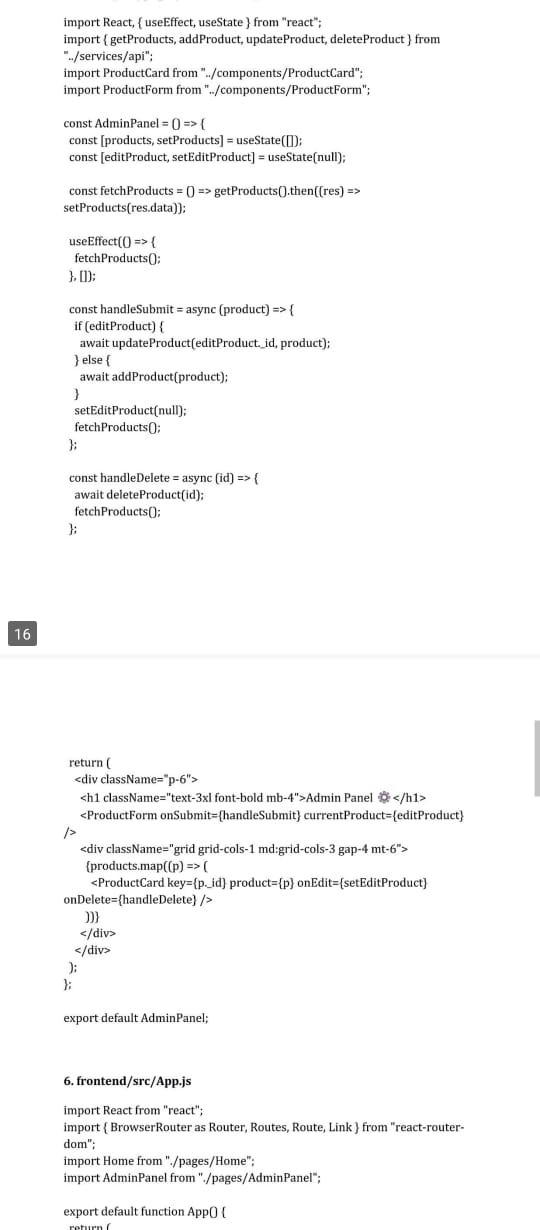 import React, { useEffect, useState } from "react";
import { getProducts, addProduct, updateProduct, deleteProduct } from
"../services/api";
import ProductCard from "../components/ProductCard";
import ProductForm from "../components/ProductForm";
const AdminPanel = () => {
const [products, setProducts] = useState([]);
const [editProduct, setEditProduct] = useState(null);
const fetchProducts = () => getProducts().then((res) =>
setProducts(res.data));
useEffect(() => {
fetchProducts();
}, []);
const handleSubmit = async (product) => {
if (editProduct) {
await updateProduct(editProduct._id, product);
} else {
await addProduct(product);
}
setEditProduct(null);
fetchProducts();
};
const handleDelete = async (id) => {
await deleteProduct(id);
fetchProducts();
};
16
return (
<div className="p-6">
<h1 className="text-3xl font-bold mb-4">Admin Panel ⚙</h1>
<ProductForm onSubmit={handleSubmit} currentProduct={editProduct}
/>
<div className="grid grid-cols-1 md:grid-cols-3 gap-4 mt-6">
{products.map((p) => (
<ProductCard key={p._id} product={p} onEdit={setEditProduct}
onDelete={handleDelete} />
))}
</div>
</div>
);
};
export default AdminPanel;
6. frontend/src/App.js
import React from "react";
import { BrowserRouter as Router, Routes, Route, Link } from "react-router-
dom";
import Home from "./pages/Home";
import AdminPanel from "./pages/AdminPanel";
export default function App() {
return (